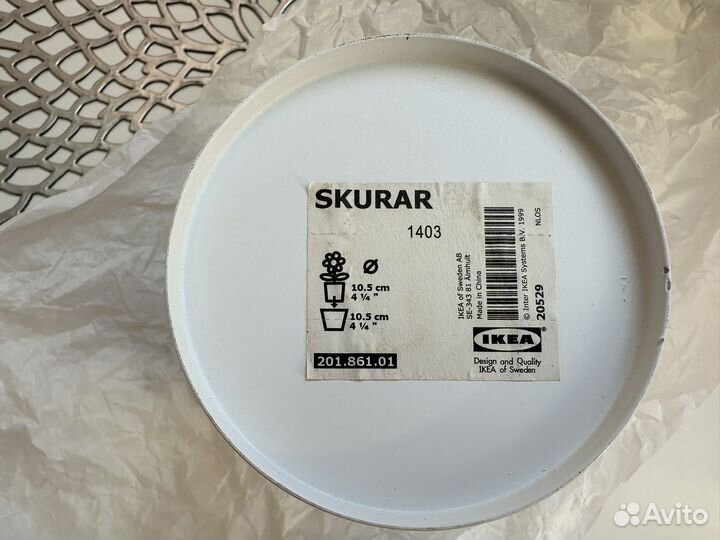 SKURAR
1403
Ø
10.5 cm
4 ¼ "
10.5 cm
4 ¼ "
201.861.01
IKEA of Sweden AB
SE-343 81 Älmhult
Made in China
© Inter IKEA Systems B.V. 1999
20529
NLOS
IKEA
®
Design and Quality
IKEA of Sweden
Avito